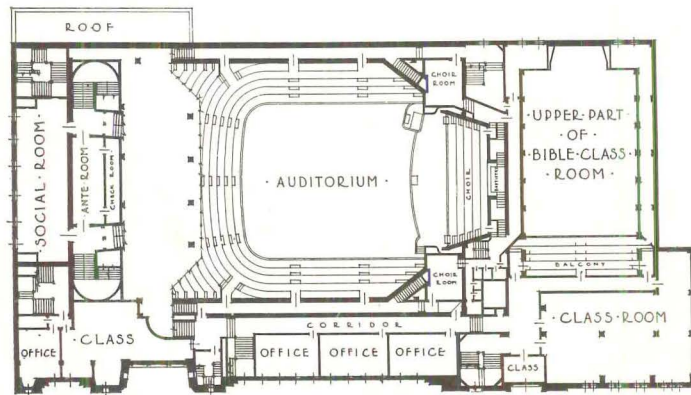 ROOF
SOCIAL·ROOM
ANTE·ROOM
CHECK ROOM
·AUDITORIUM·
CHOIR
ROOM
CHOIR
CHOIR
ROOM
UPPER·PART
·OF·
BIBLE·CLASS
·ROOM·
BALCONY
·CLASS·ROOM·
CLASS
CORRIDOR
OFFICE
OFFICE
OFFICE
·CLASS
OFFICE